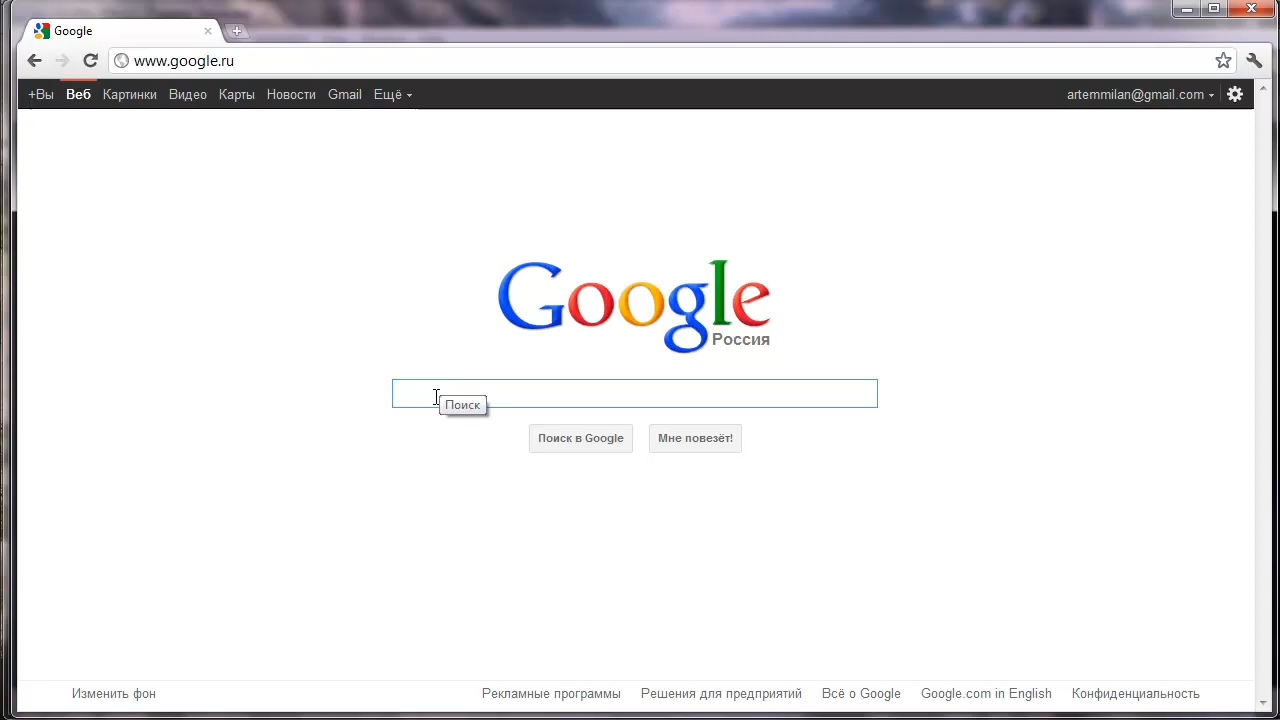 Google
www.google.ru
+Вы Веб Картинки Видео Карты Новости Gmail Ещё artemmilan@gmail.com
Google
Россия
Поиск
Поиск в Google Мне повезёт!
Изменить фон Рекламные программы Решения для предприятий Всё о Google Google.com in English Конфиденциальность